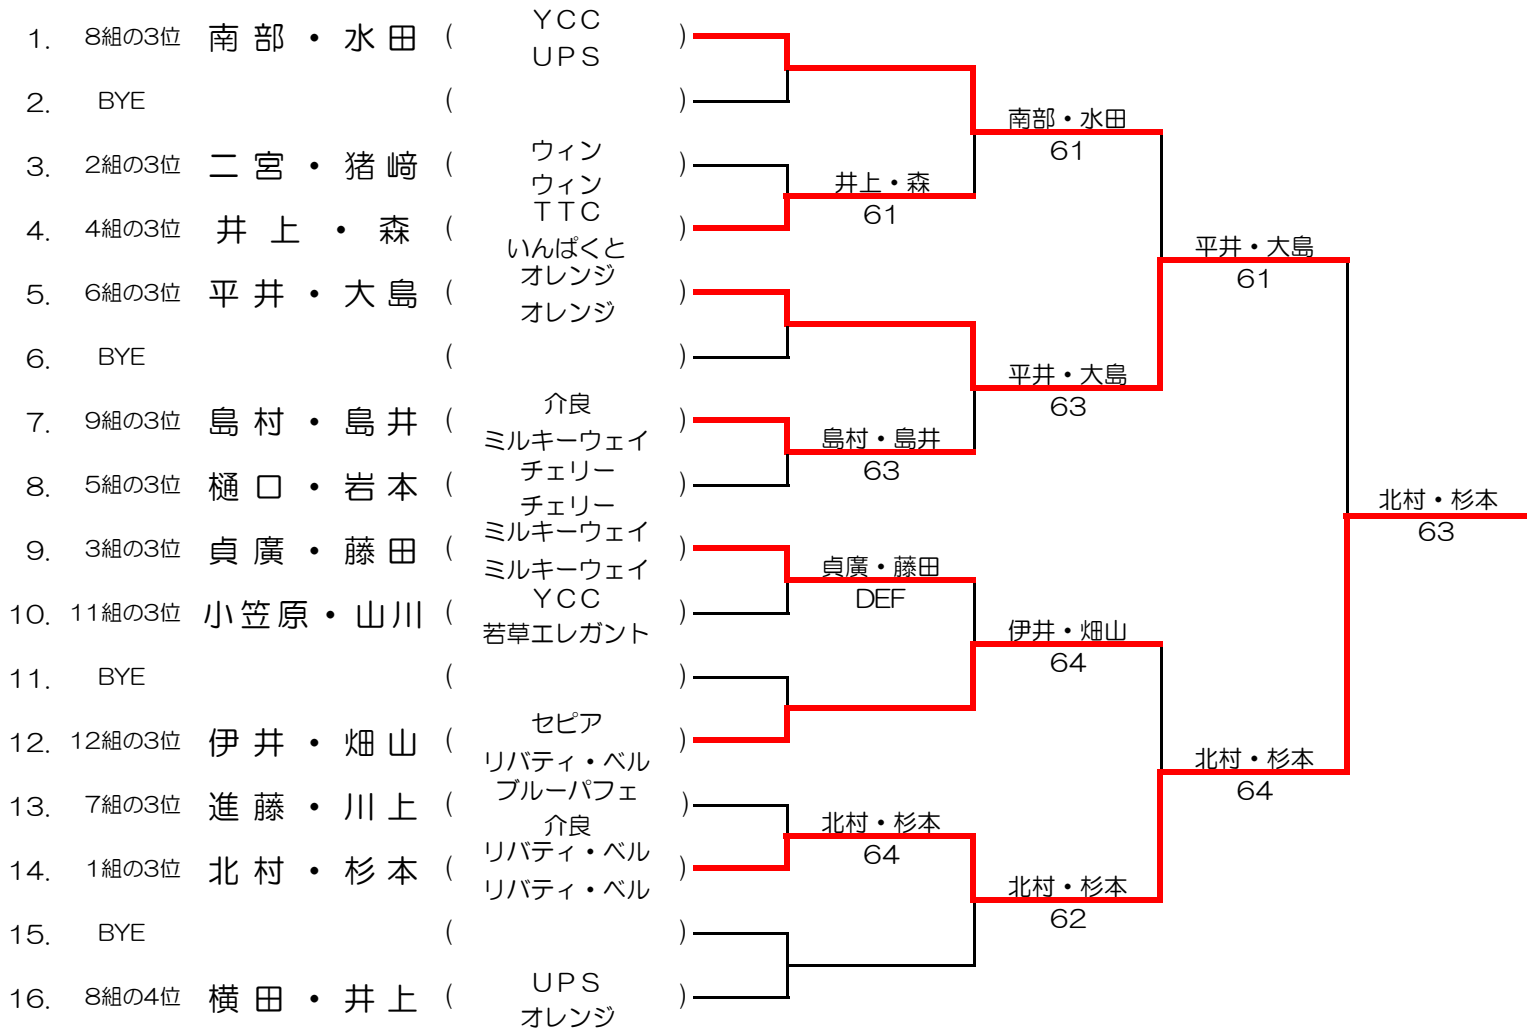 1. 8組の3位 南部・水田 ( YCC UPS )
2. BYE ( )
3. 2組の3位 二宮・猪﨑 ( ウィン ウィン )
4. 4組の3位 井上・森 ( TTC いんぱくと )
5. 6組の3位 平井・大島 ( オレンジ オレンジ )
6. BYE ( )
7. 9組の3位 島村・島井 ( 介良 ミルキーウェイ )
8. 5組の3位 樋口・岩本 ( チェリー チェリー )
9. 3組の3位 貞廣・藤田 ( ミルキーウェイ ミルキーウェイ )
10. 11組の3位 小笠原・山川 ( YCC 若草エレガント )
11. BYE ( )
12. 12組の3位 伊井・畑山 ( セピア リバティ・ベル )
13. 7組の3位 進藤・川上 ( ブルーパフェ 介良 )
14. 1組の3位 北村・杉本 ( リバティ・ベル リバティ・ベル )
15. BYE ( )
16. 8組の4位 横田・井上 ( UPS オレンジ )
井上・森
61
島村・島井
63
貞廣・藤田
DEF
北村・杉本
64
南部・水田
61
平井・大島
63
伊井・畑山
64
北村・杉本
62
平井・大島
61
北村・杉本
64
北村・杉本
63